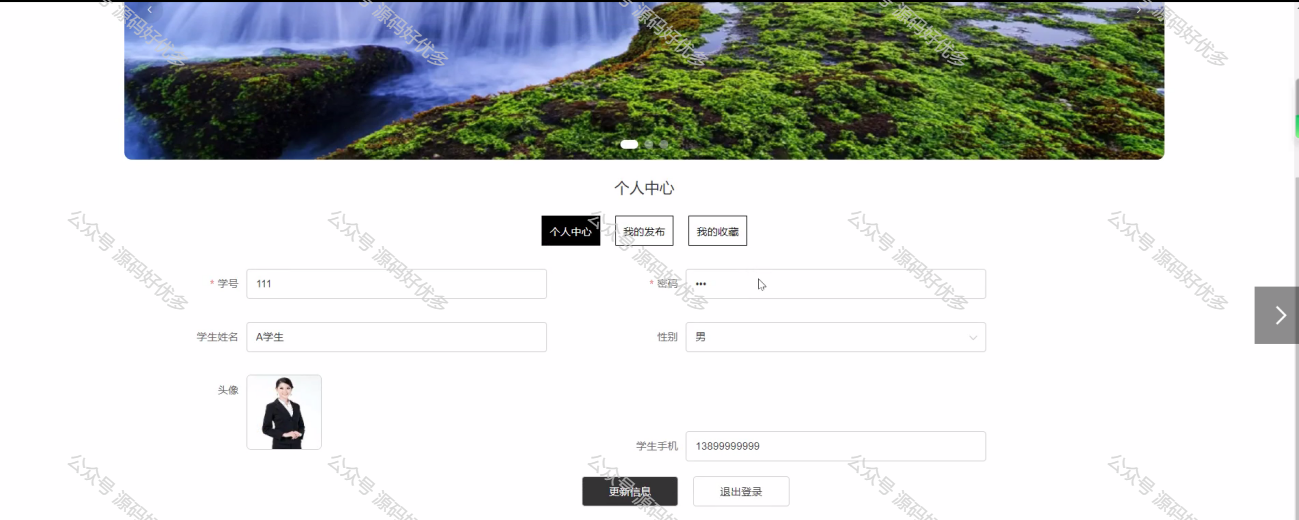 个人中心
个人中心 我的发布 我的收藏
* 学号 111 * 密码 •••
学生姓名 A学生 性别 男
头像
学生手机 13899999999
更新信息 退出登录
公众号 源码好优多